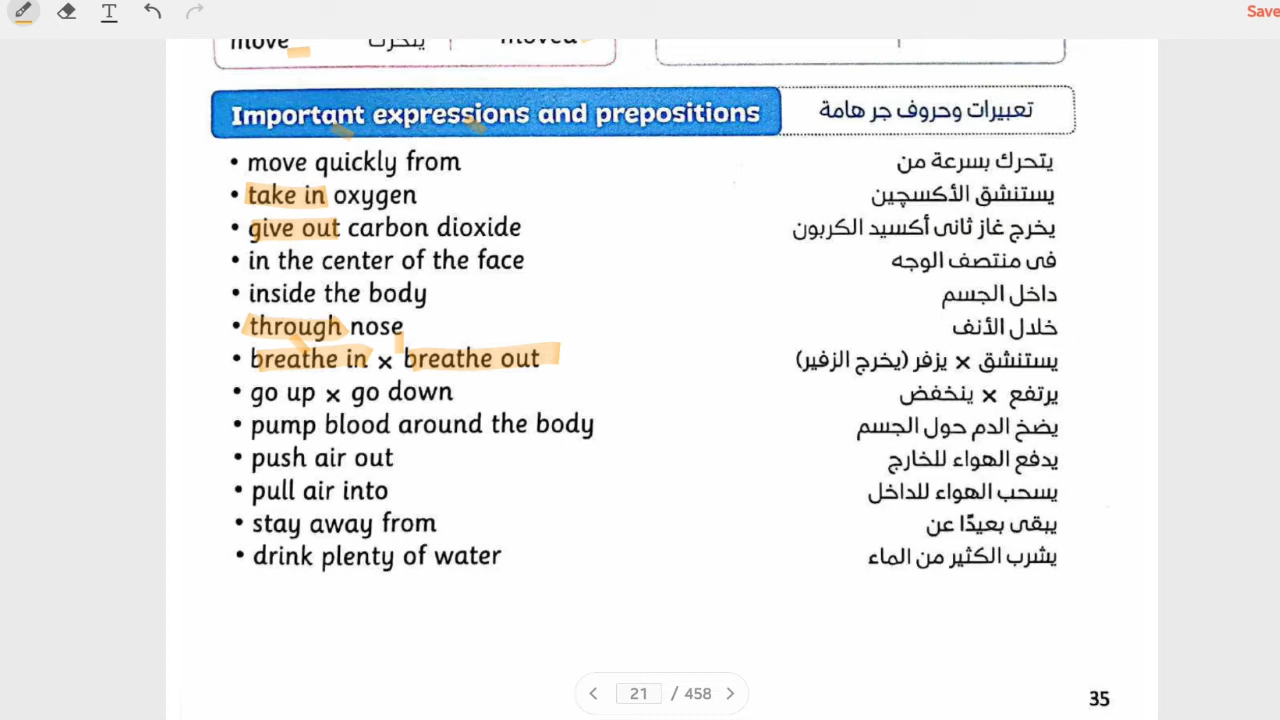 T
Save
move يتحرك moved
Important expressions and prepositions تعبيرات وحروف جر هامة
• move quickly from يتحرك بسرعة من
• take in oxygen يستنشق الأكسچين
• give out carbon dioxide يخرج غاز ثانى أكسيد الكربون
• in the center of the face فى منتصف الوجه
• inside the body داخل الجسم
• through nose خلال الأنف
• breathe in × breathe out يستنشق × يزفر (يخرج الزفير)
• go up × go down يرتفع × ينخفض
• pump blood around the body يضخ الدم حول الجسم
• push air out يدفع الهواء للخارج
• pull air into يسحب الهواء للداخل
• stay away from يبقى بعيدًا عن
• drink plenty of water يشرب الكثير من الماء
< 21 / 458 >
35